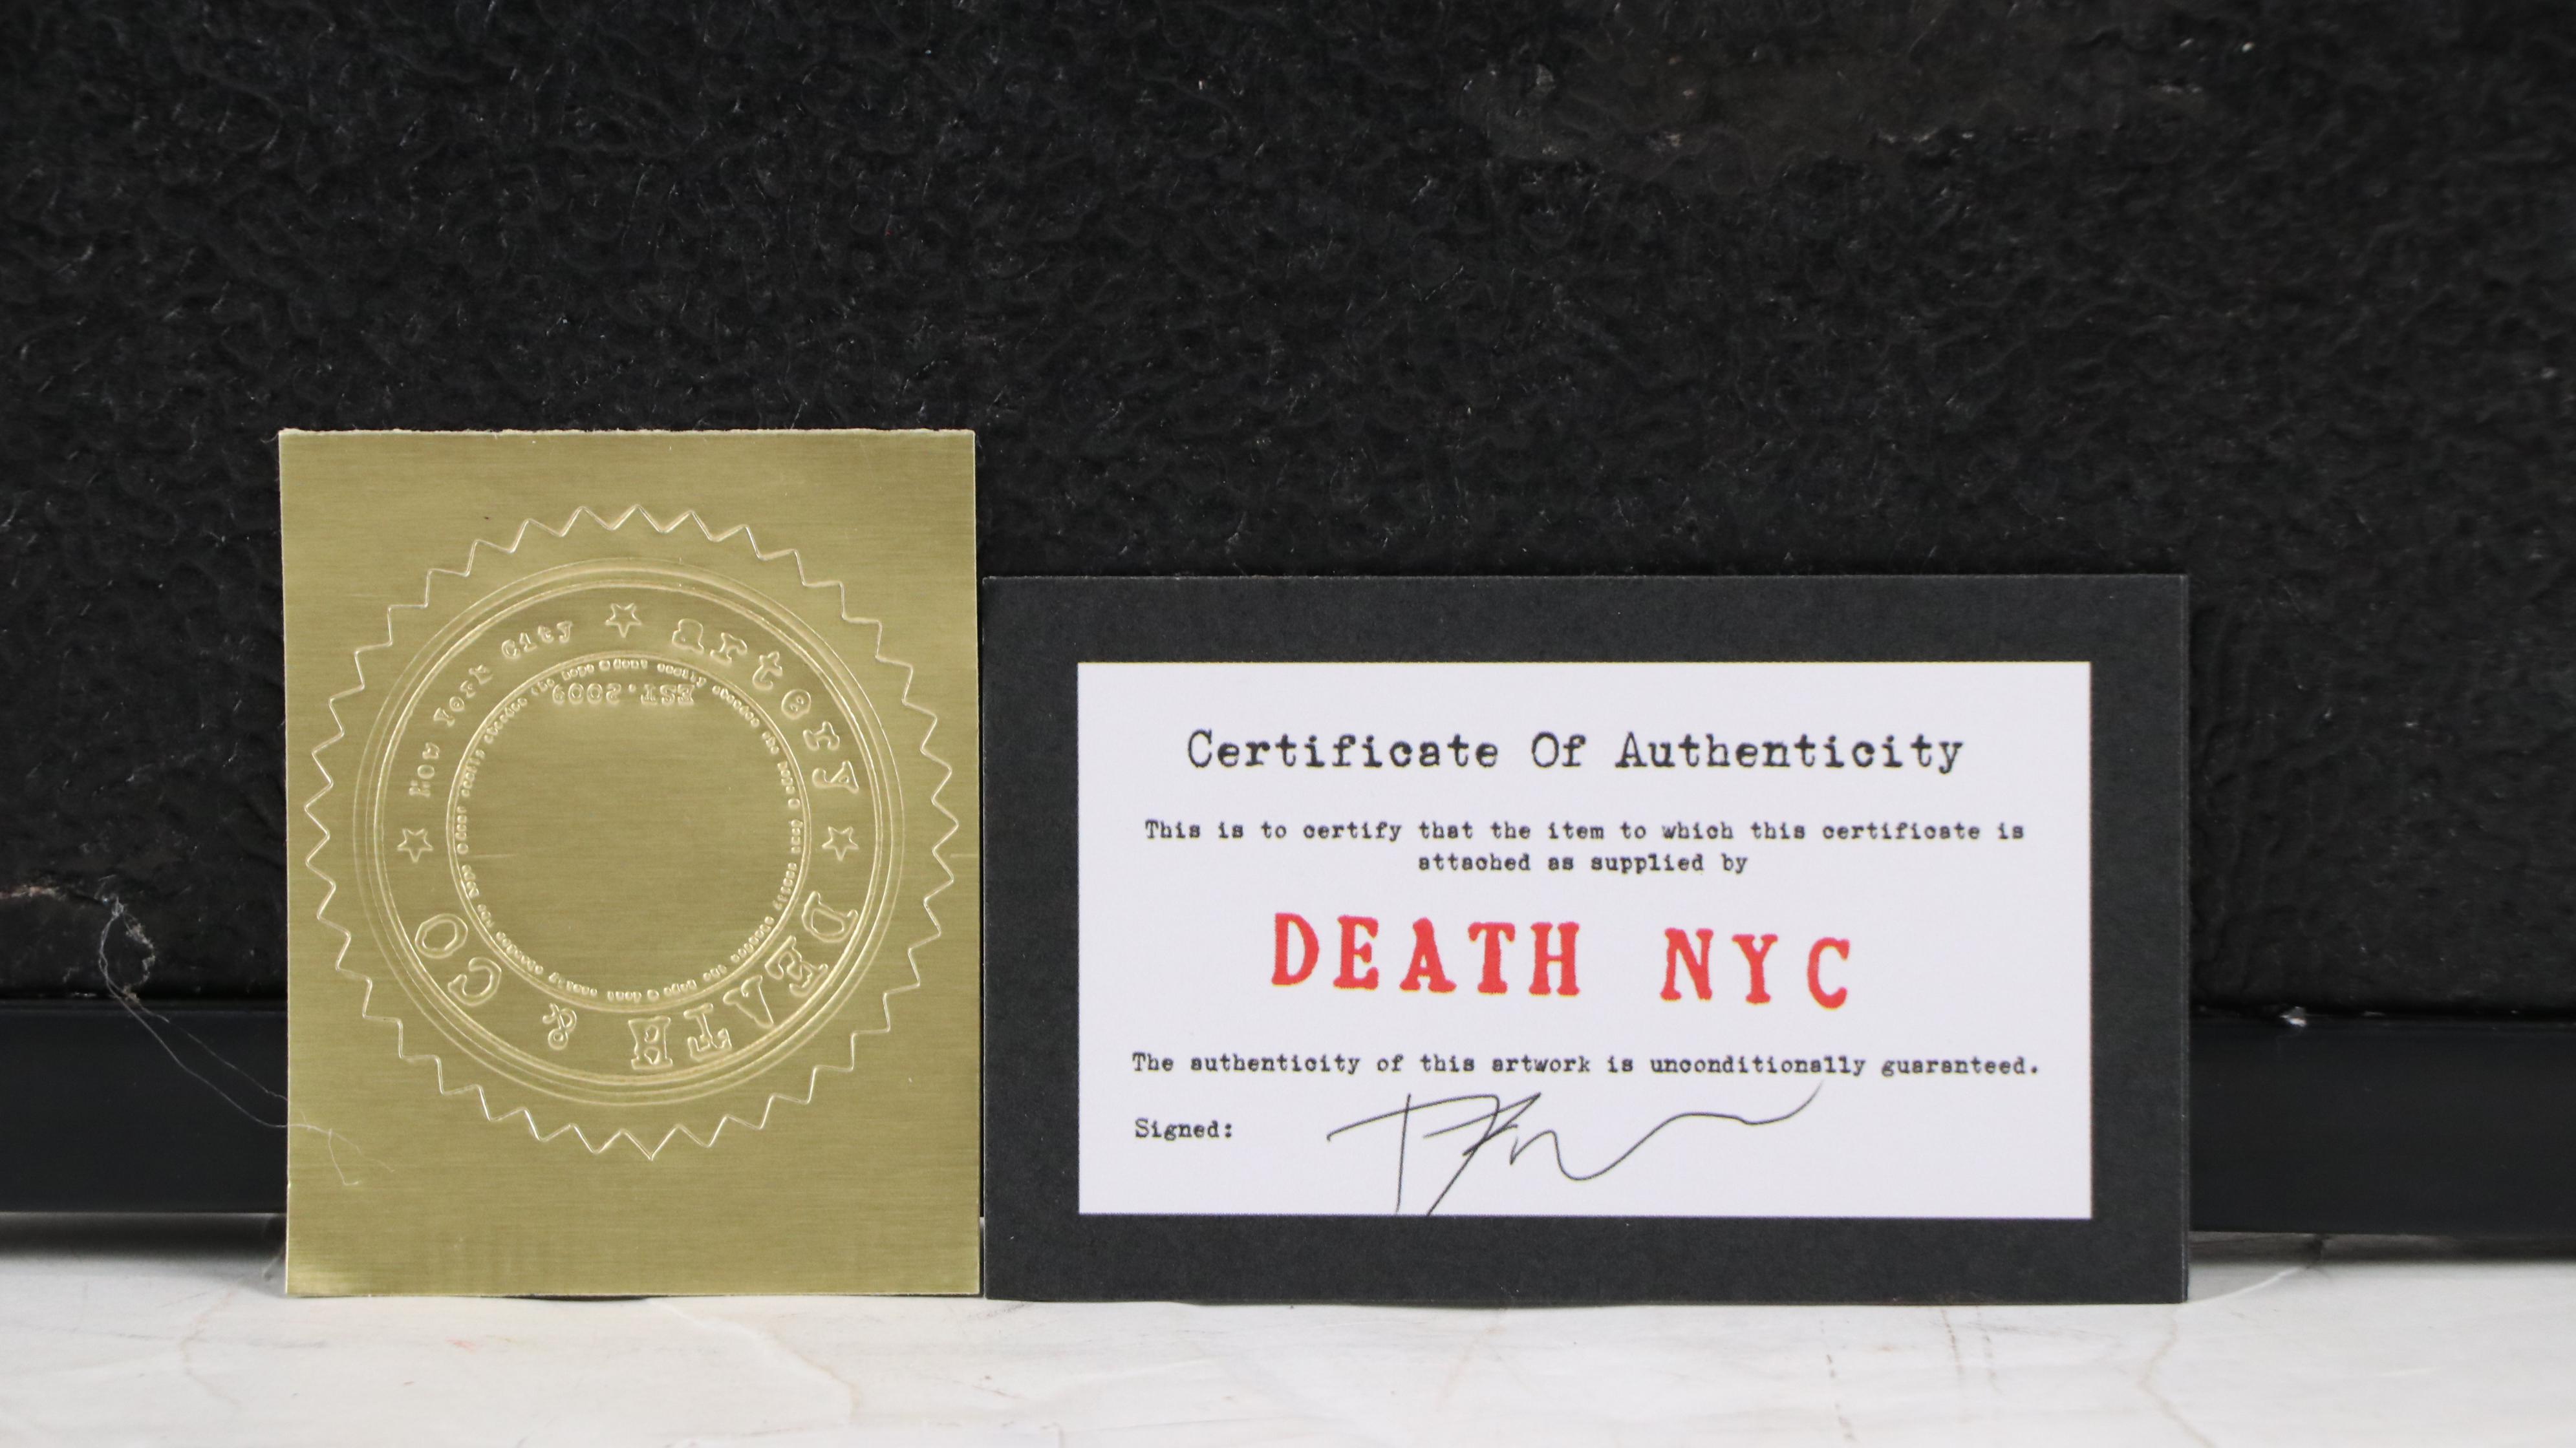 New York City ☆ artory ☆ DEATH & CO ☆
EST.2009
Certificate Of Authenticity
This is to certify that the item to which this certificate is
attached as supplied by
DEATH NYC
The authenticity of this artwork is unconditionally guaranteed.
Signed: